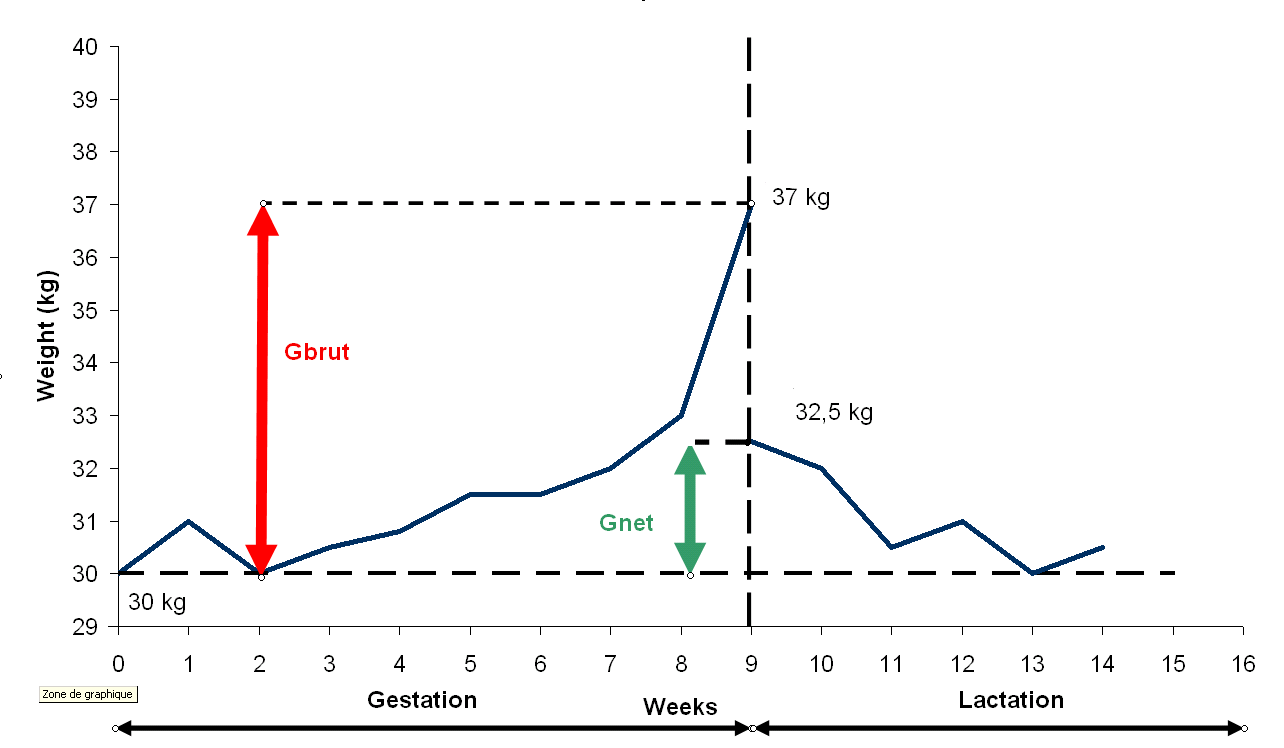 40
39
38
37
36
35
34
33
32
31
30
29
Weight (kg)
37 kg
Gbrut
32,5 kg
Gnet
30 kg
0 1 2 3 4 5 6 7 8 9 10 11 12 13 14 15 16
Zone de graphique
Gestation
Weeks
Lactation